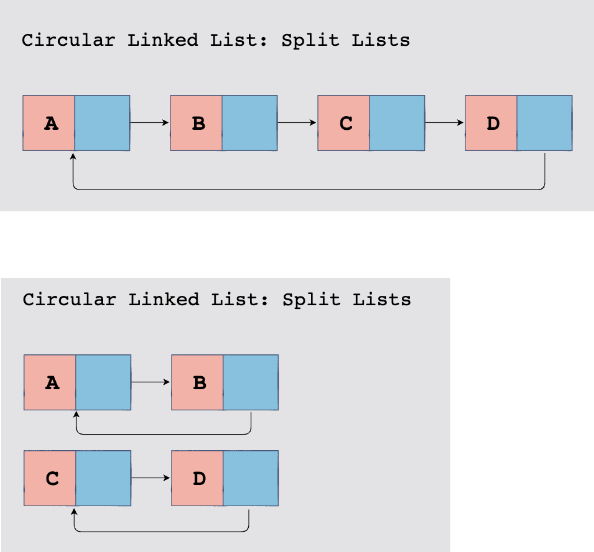 Circular Linked List: Split Lists
A B C D
Circular Linked List: Split Lists
A B
C D